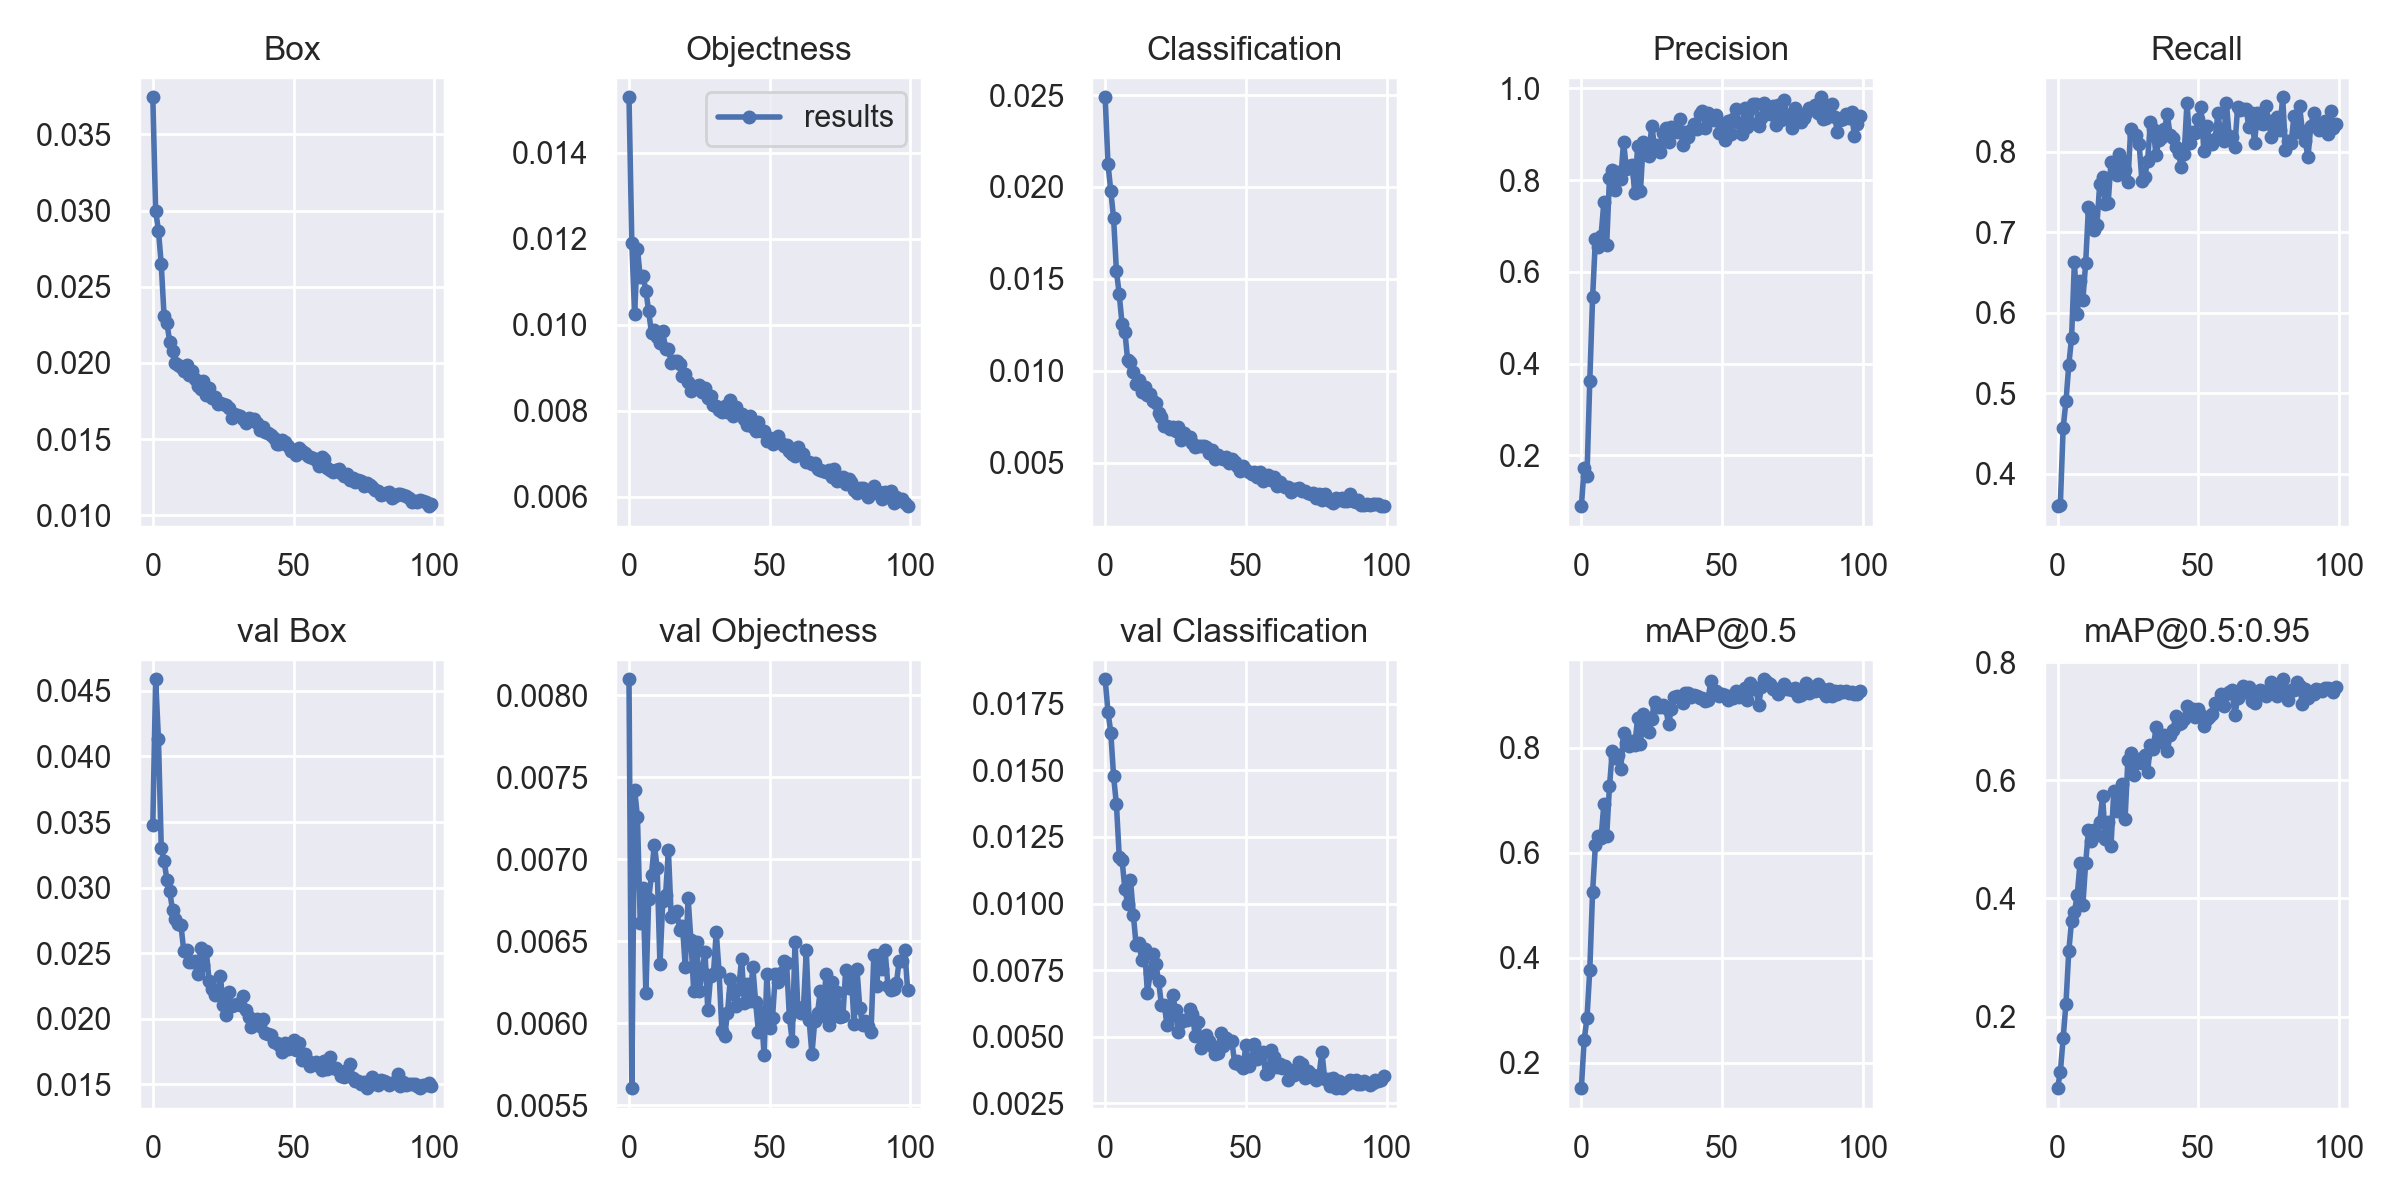 Box
Objectness
Classification
Precision
Recall
0.035
0.030
0.025
0.020
0.015
0.010
0 50 100
results
0.014
0.012
0.010
0.008
0.006
0 50 100
0.025
0.020
0.015
0.010
0.005
0 50 100
1.0
0.8
0.6
0.4
0.2
0 50 100
0.8
0.7
0.6
0.5
0.4
0 50 100
val Box
val Objectness
val Classification
mAP@0.5
mAP@0.5:0.95
0.045
0.040
0.035
0.030
0.025
0.020
0.015
0 50 100
0.0080
0.0075
0.0070
0.0065
0.0060
0.0055
0 50 100
0.0175
0.0150
0.0125
0.0100
0.0075
0.0050
0.0025
0 50 100
0.8
0.6
0.4
0.2
0 50 100
0.8
0.6
0.4
0.2
0 50 100